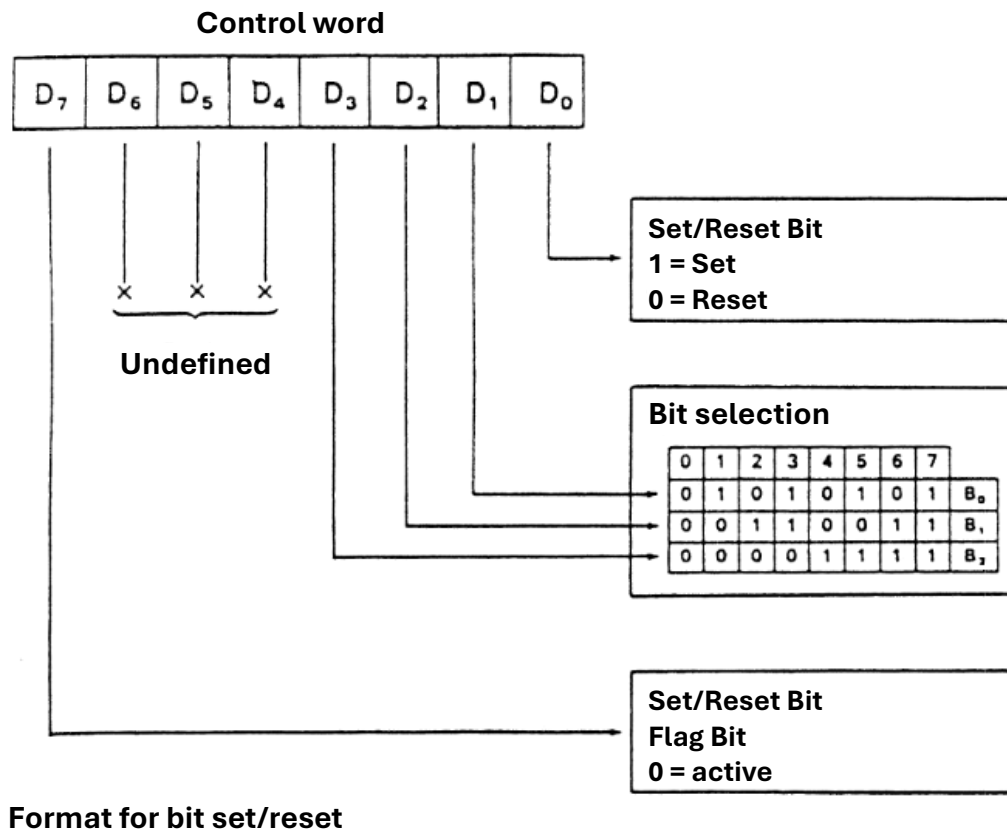 Control word
D₇ D₆ D₅ D₄ D₃ D₂ D₁ D₀
Set/Reset Bit
1 = Set
0 = Reset
× × ×
Undefined
Bit selection
0 1 2 3 4 5 6 7
0 1 0 1 0 1 0 1 B₀
0 0 1 1 0 0 1 1 B₁
0 0 0 0 1 1 1 1 B₂
Set/Reset Bit
Flag Bit
0 = active
Format for bit set/reset